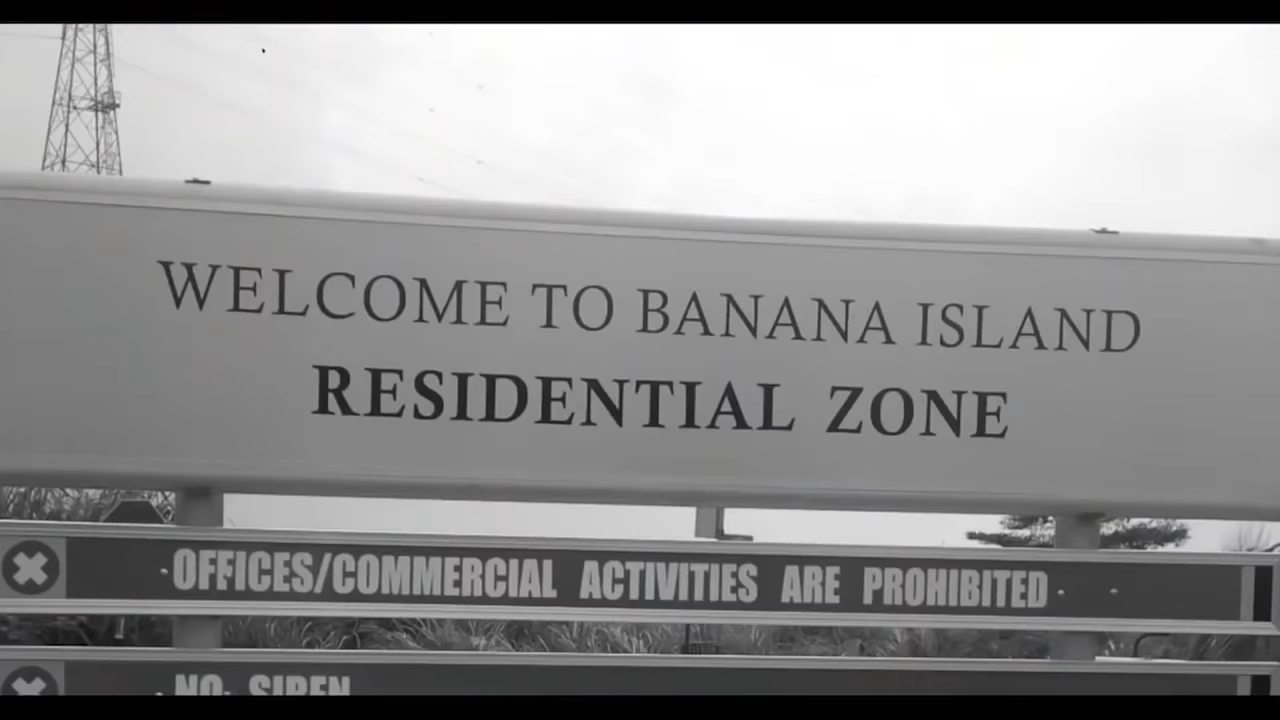 WELCOME TO BANANA ISLAND
RESIDENTIAL ZONE
OFFICES/COMMERCIAL ACTIVITIES ARE PROHIBITED
NO SIREN